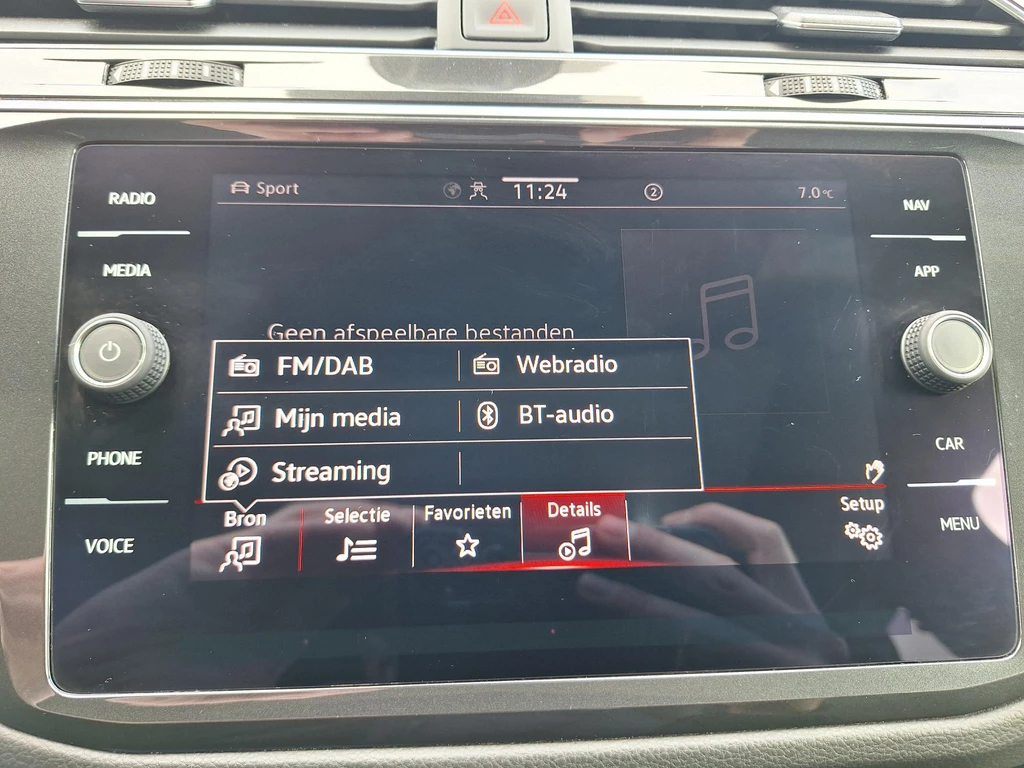 RADIO
MEDIA
PHONE
VOICE
Sport
11:24
2
7.0°C
Geen afspeelbare bestanden
FM/DAB
Webradio
Mijn media
BT-audio
Streaming
Bron
Selectie
Favorieten
Details
Setup
NAV
APP
CAR
MENU